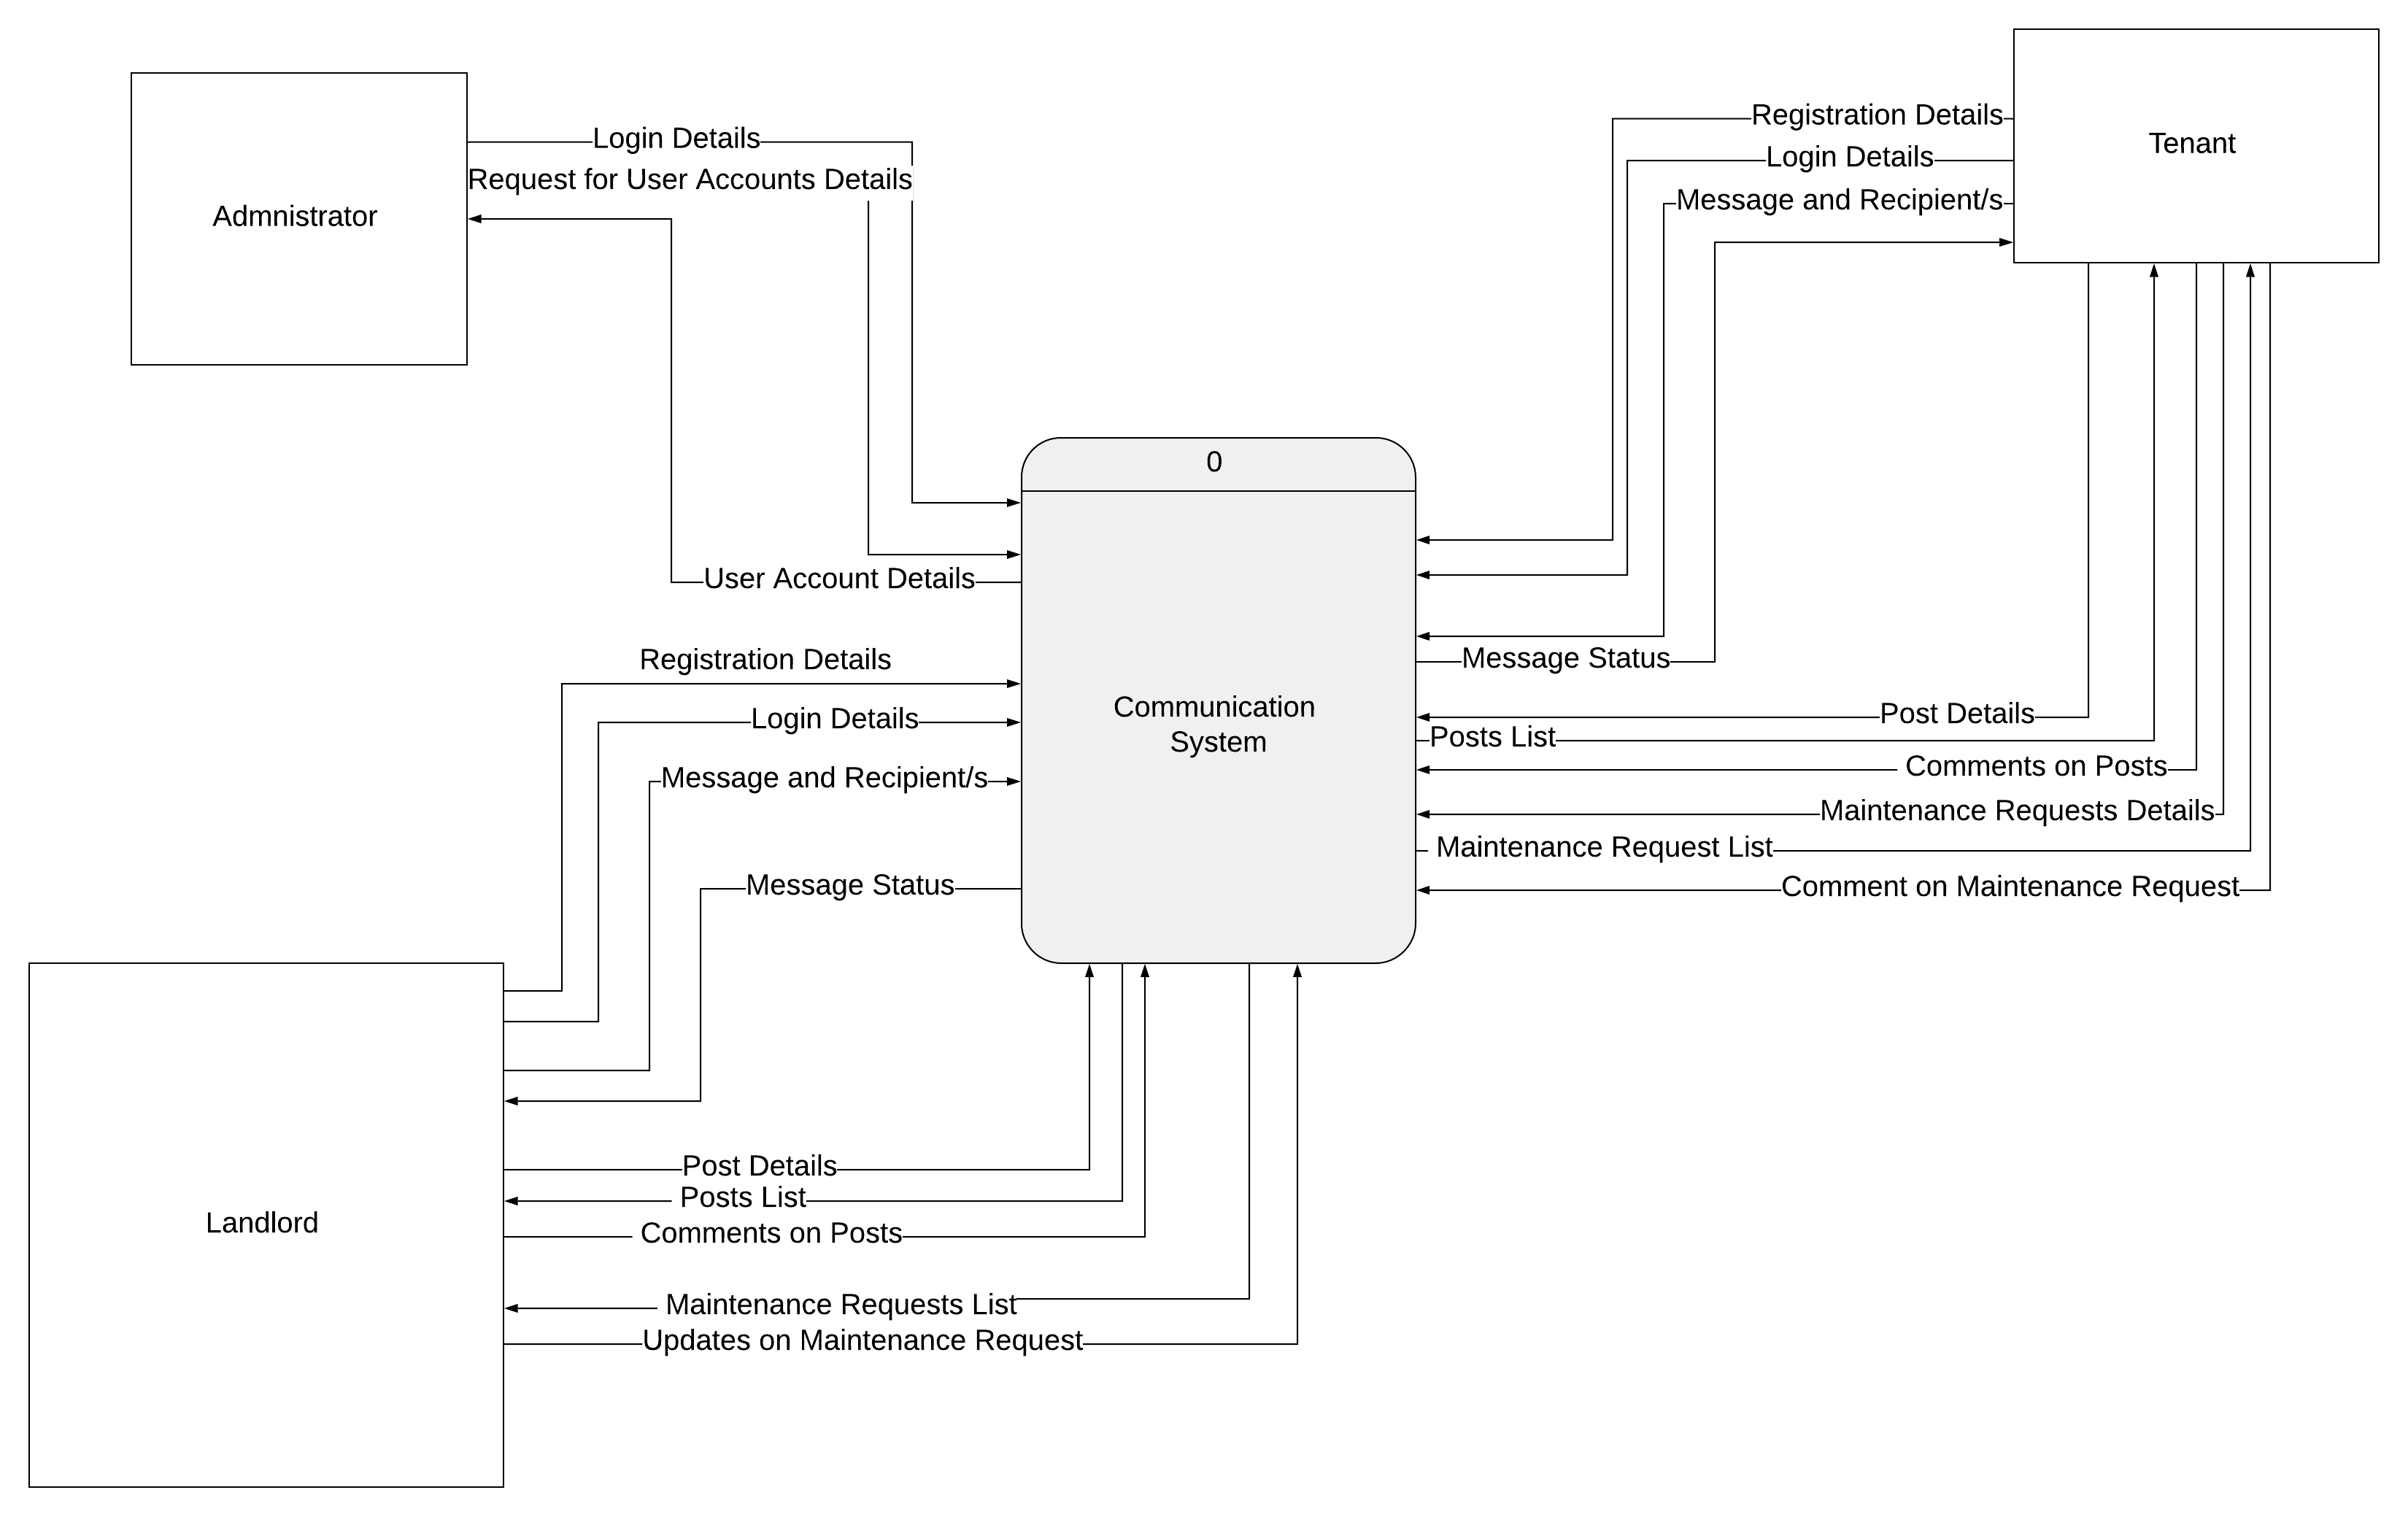 Admnistrator
Login Details
Request for User Accounts Details
User Account Details
Tenant
Registration Details
Login Details
Message and Recipient/s
Message Status
Post Details
Posts List
Comments on Posts
Maintenance Requests Details
Maintenance Request List
Comment on Maintenance Request
0
Communication
System
Registration Details
Login Details
Message and Recipient/s
Message Status
Landlord
Post Details
Posts List
Comments on Posts
Maintenance Requests List
Updates on Maintenance Request